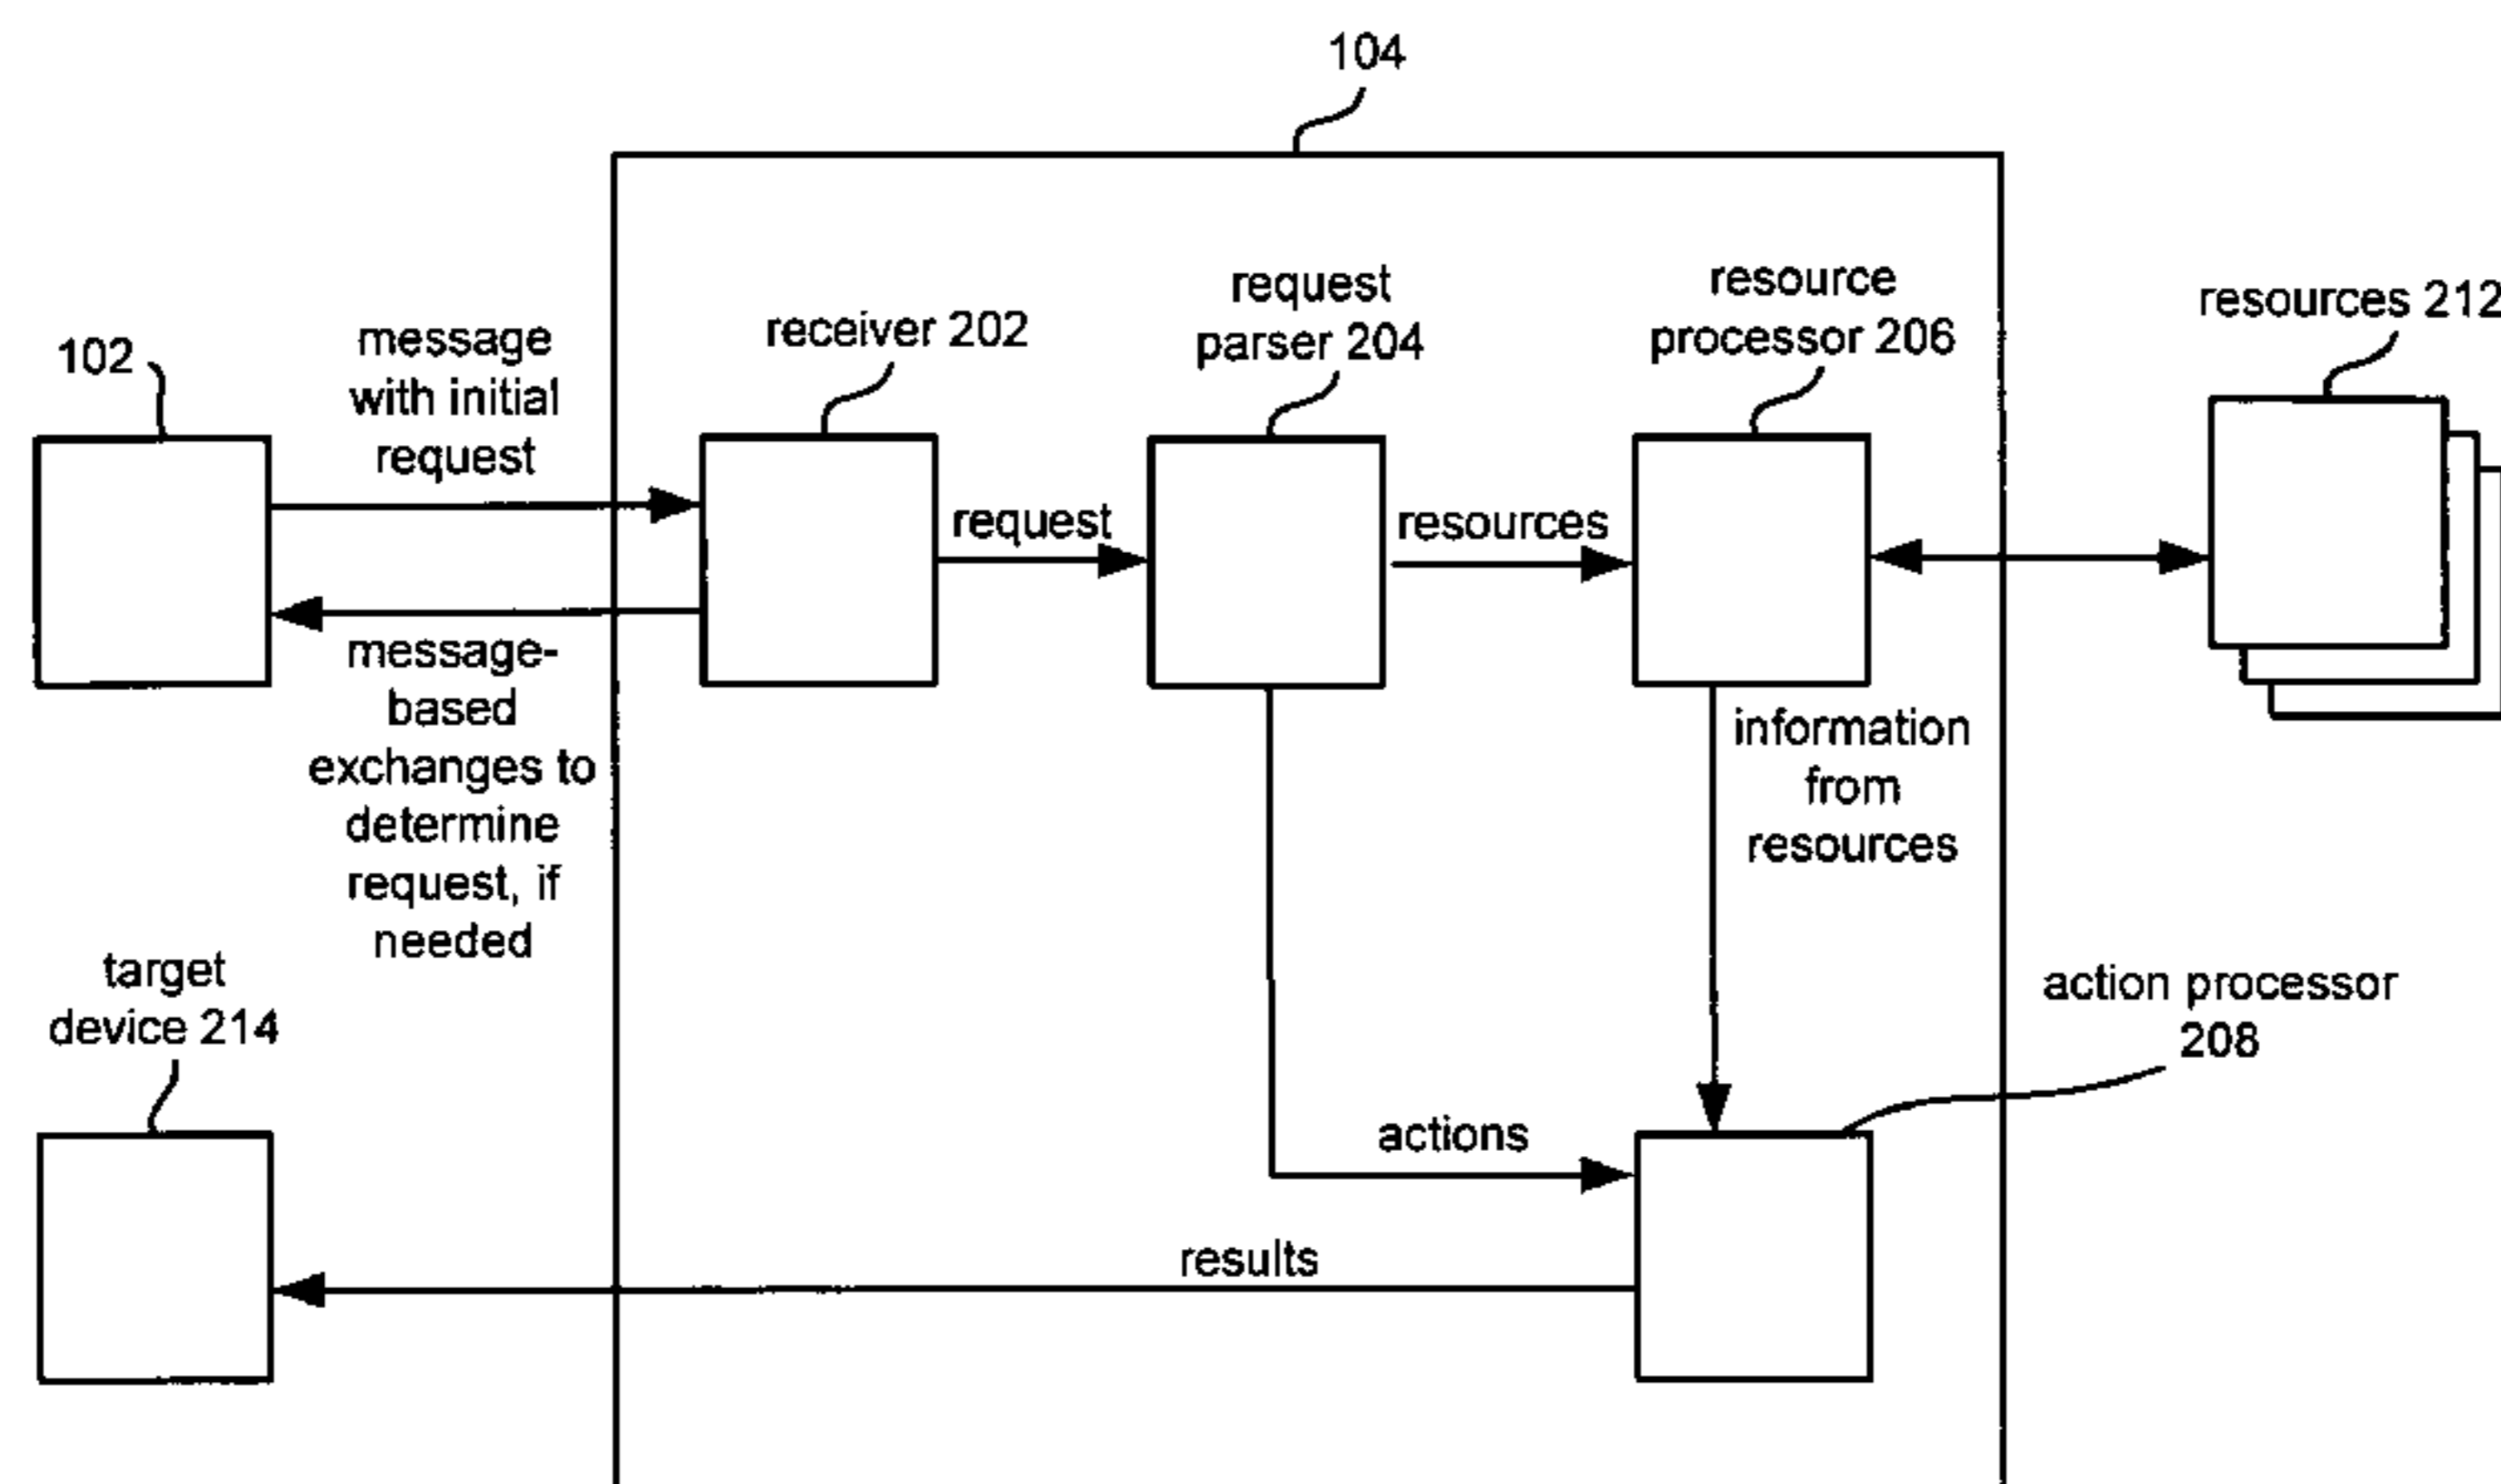 104
102
message
with initial
request
receiver 202
request
parser 204
resource
processor 206
resources 212
request
resources
message-
based
exchanges to
determine
request, if
needed
information
from
resources
target
device 214
action processor
208
actions
results